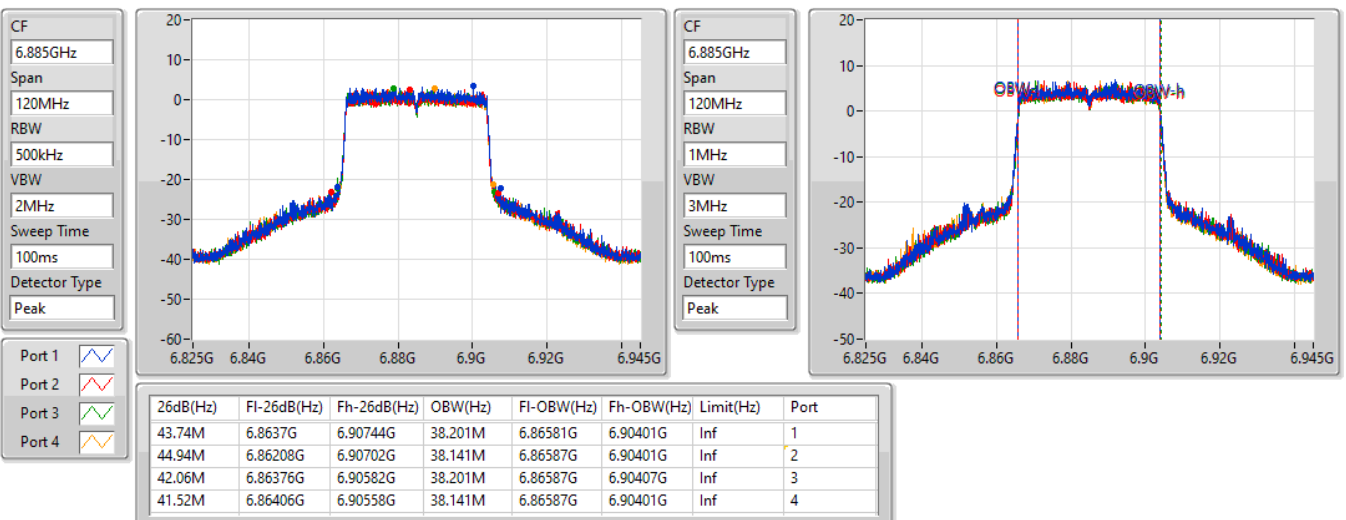 CF
6.885GHz
Span
120MHz
RBW
500kHz
VBW
2MHz
Sweep Time
100ms
Detector Type
Peak
20
10
0
-10
-20
-30
-40
-50
-60
6.825G 6.84G 6.86G 6.88G 6.9G 6.92G 6.945G
CF
6.885GHz
Span
120MHz
RBW
1MHz
VBW
3MHz
Sweep Time
100ms
Detector Type
Peak
20
10
0
-10
-20
-30
-40
-50
OBW-h
6.825G 6.84G 6.86G 6.88G 6.9G 6.92G 6.945G
Port 1
Port 2
Port 3
Port 4
26dB(Hz) Fl-26dB(Hz) Fh-26dB(Hz) OBW(Hz) Fl-OBW(Hz) Fh-OBW(Hz) Limit(Hz) Port
43.74M 6.8637G 6.90744G 38.201M 6.86581G 6.90401G Inf 1
44.94M 6.86208G 6.90702G 38.141M 6.86587G 6.90401G Inf 2
42.06M 6.86376G 6.90582G 38.201M 6.86587G 6.90407G Inf 3
41.52M 6.86406G 6.90558G 38.141M 6.86587G 6.90401G Inf 4